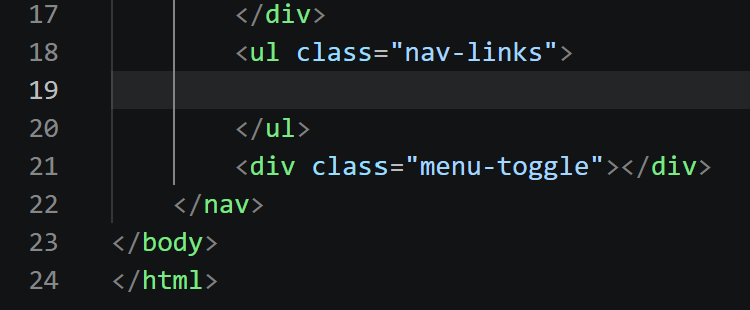 17 </div>
18 <ul class="nav-links">
19
20 </ul>
21 <div class="menu-toggle"></div>
22 </nav>
23 </body>
24 </html>